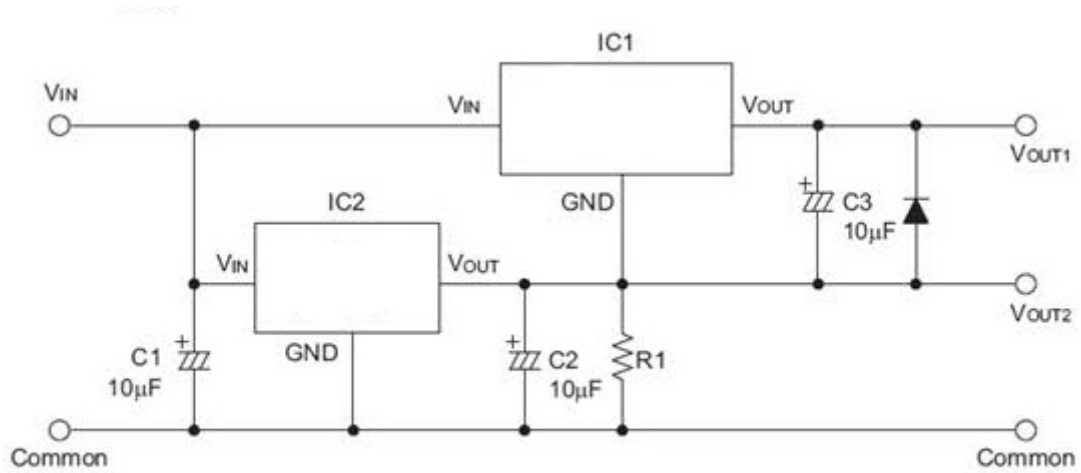 IC1
VIN
VIN
VOUT
VOUT1
GND
+
C3
10μF
IC2
VIN
VOUT
VOUT2
GND
+
C1
10μF
+
C2
10μF
R1
Common
Common